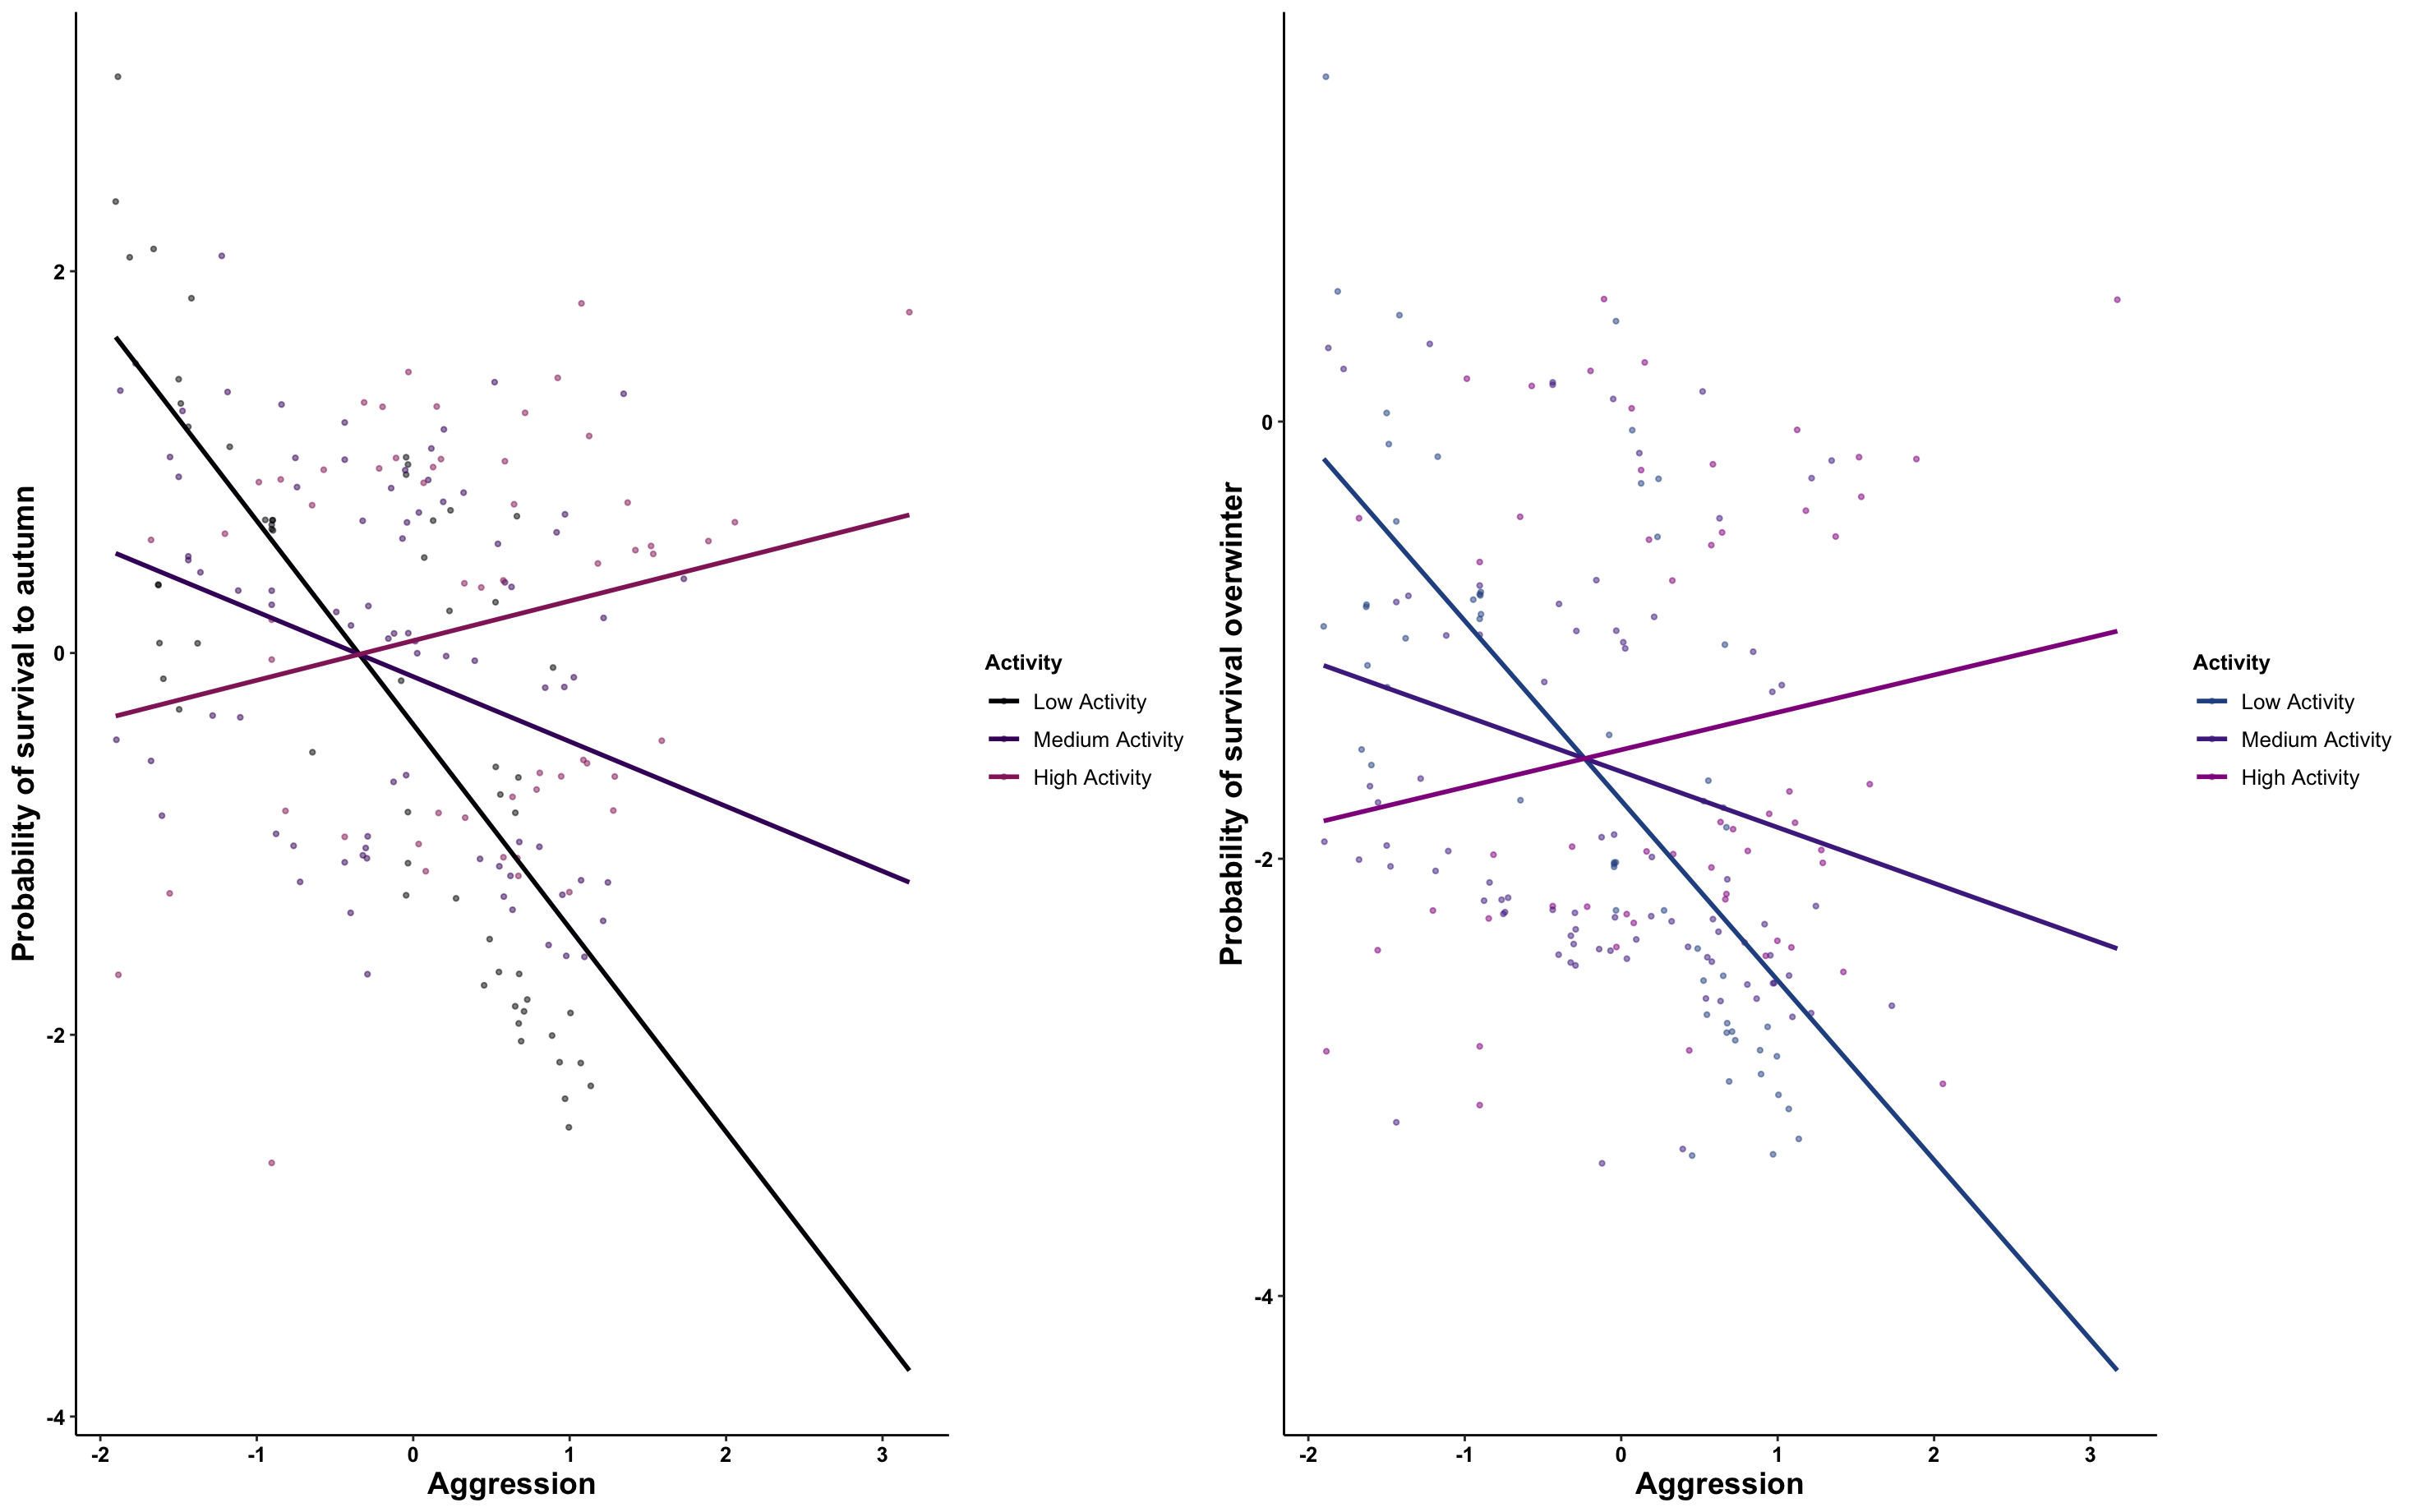 Probability of survival to autumn
2
0
-2
-4
-2 -1 0 1 2 3
Aggression
Activity
Low Activity
Medium Activity
High Activity
Probability of survival overwinter
0
-2
-4
-2 -1 0 1 2 3
Aggression
Activity
Low Activity
Medium Activity
High Activity